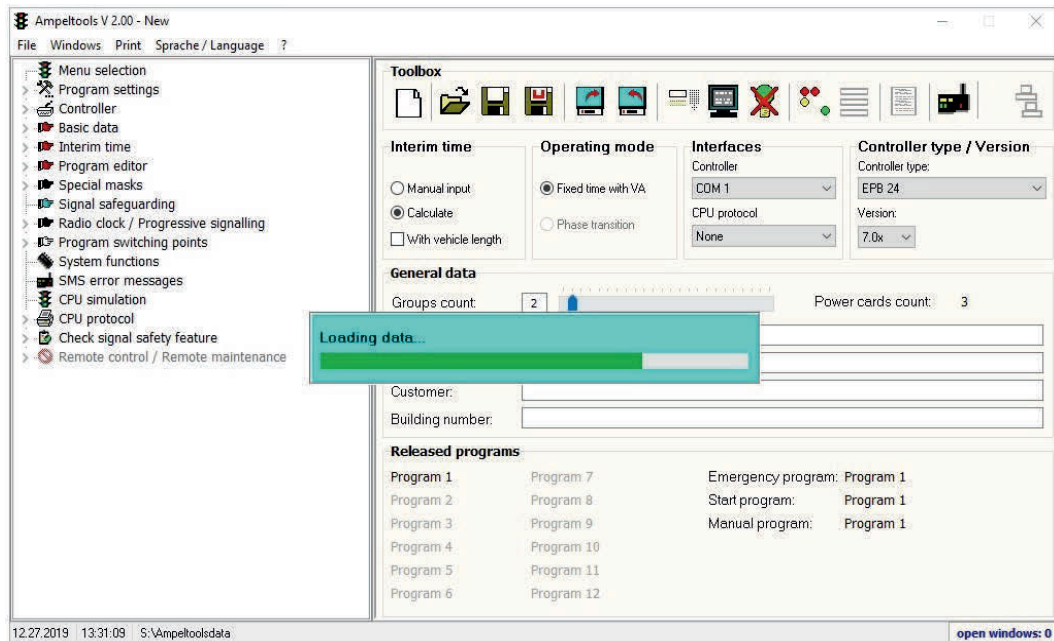 Ampeltools V 2.00 - New
File Windows Print Sprache / Language ?
Menu selection
Program settings
Controller
Basic data
Interim time
Program editor
Special masks
Signal safeguarding
Radio clock / Progressive signalling
Program switching points
System functions
SMS error messages
CPU simulation
CPU protocol
Check signal safety feature
Remote control / Remote maintenance
Toolbox
Interim time
Manual input
Calculate
With vehicle length
Operating mode
Fixed time with VA
Phase transition
Interfaces
Controller
COM 1
CPU protocol
None
Controller type / Version
Controller type:
EPB 24
Version:
7.0x
General data
Groups count: 2
Power cards count: 3
Loading data...
Customer:
Building number:
Released programs
Program 1
Program 2
Program 3
Program 4
Program 5
Program 6
Program 7
Program 8
Program 9
Program 10
Program 11
Program 12
Emergency program: Program 1
Start program: Program 1
Manual program: Program 1
12.27.2019 13:31:09 S:\Ampeltoolsdata
open windows: 0